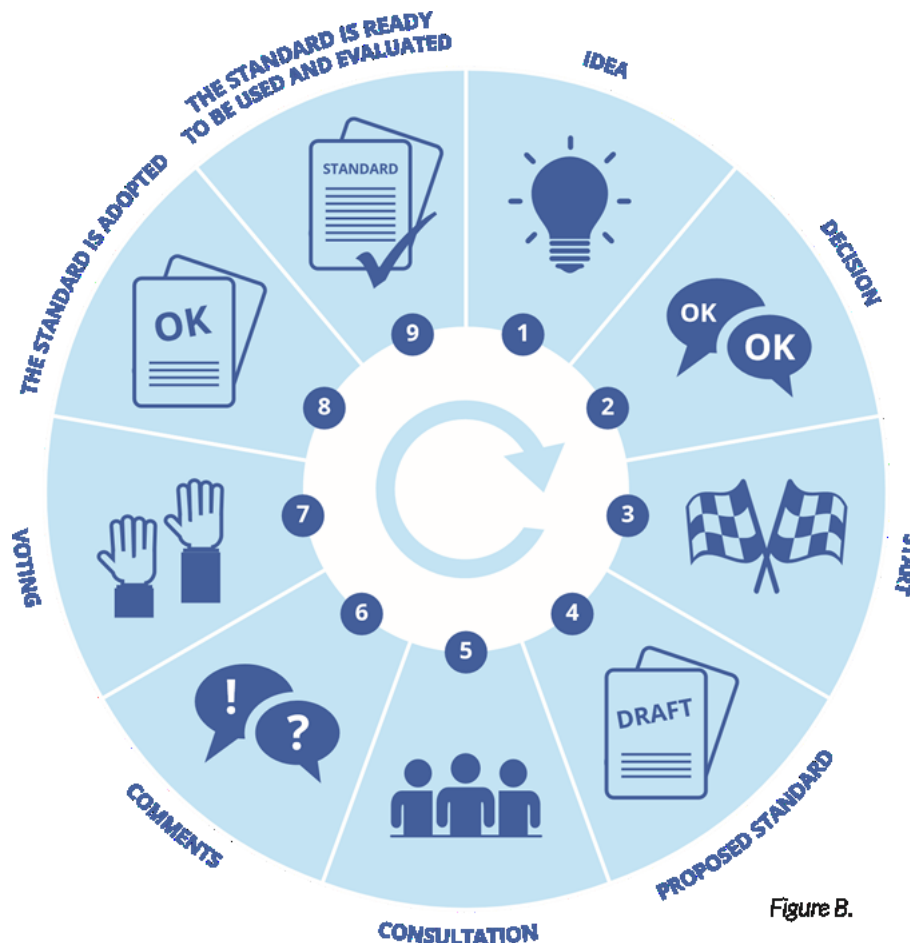 THE STANDARD IS READY
TO BE USED AND EVALUATED
IDEA
DECISION
START
PROPOSED STANDARD
CONSULTATION
COMMENTS
VOTING
THE STANDARD IS ADOPTED
STANDARD
OK
OK
OK
DRAFT
!
?
1
2
3
4
5
6
7
8
9
Figure B.